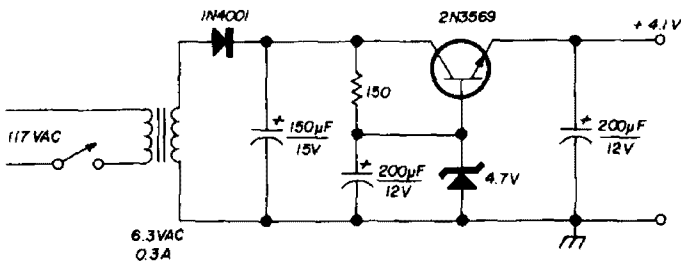 1N4001
2N3569
+ 4.1V
150
117VAC
+
150µF
15V
+
200µF
12V
4.7V
+
200µF
12V
6.3VAC
0.3A